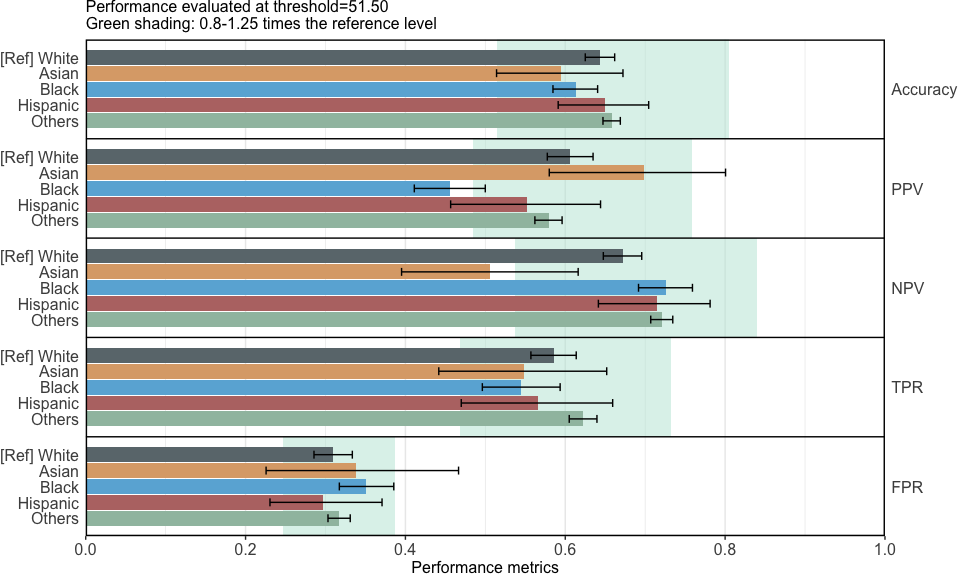 Performance evaluated at threshold=51.50
Green shading: 0.8-1.25 times the reference level
[Ref] White
Asian
Black
Hispanic
Others
Accuracy
[Ref] White
Asian
Black
Hispanic
Others
PPV
[Ref] White
Asian
Black
Hispanic
Others
NPV
[Ref] White
Asian
Black
Hispanic
Others
TPR
[Ref] White
Asian
Black
Hispanic
Others
FPR
0.0 0.2 0.4 0.6 0.8 1.0
Performance metrics